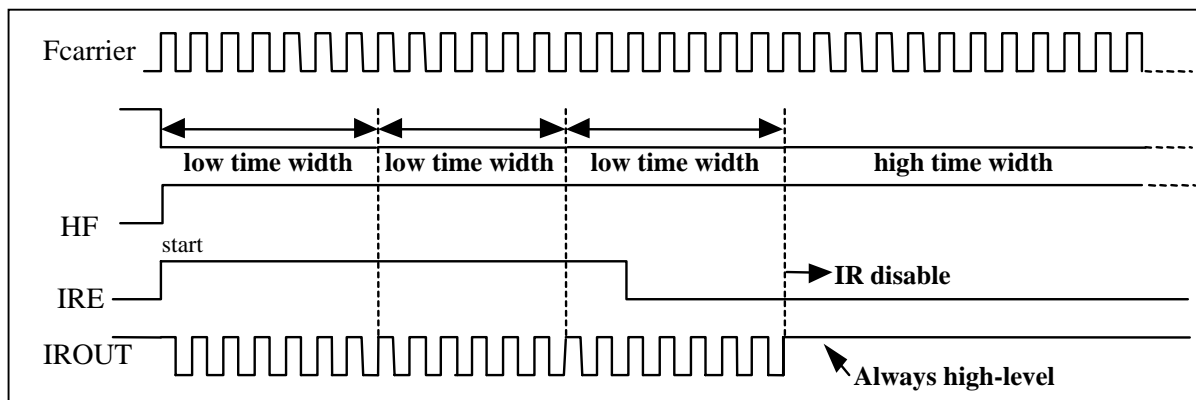 Fcarrier
low time width low time width low time width high time width
HF
start
IRE
IR disable
IROUT
Always high-level